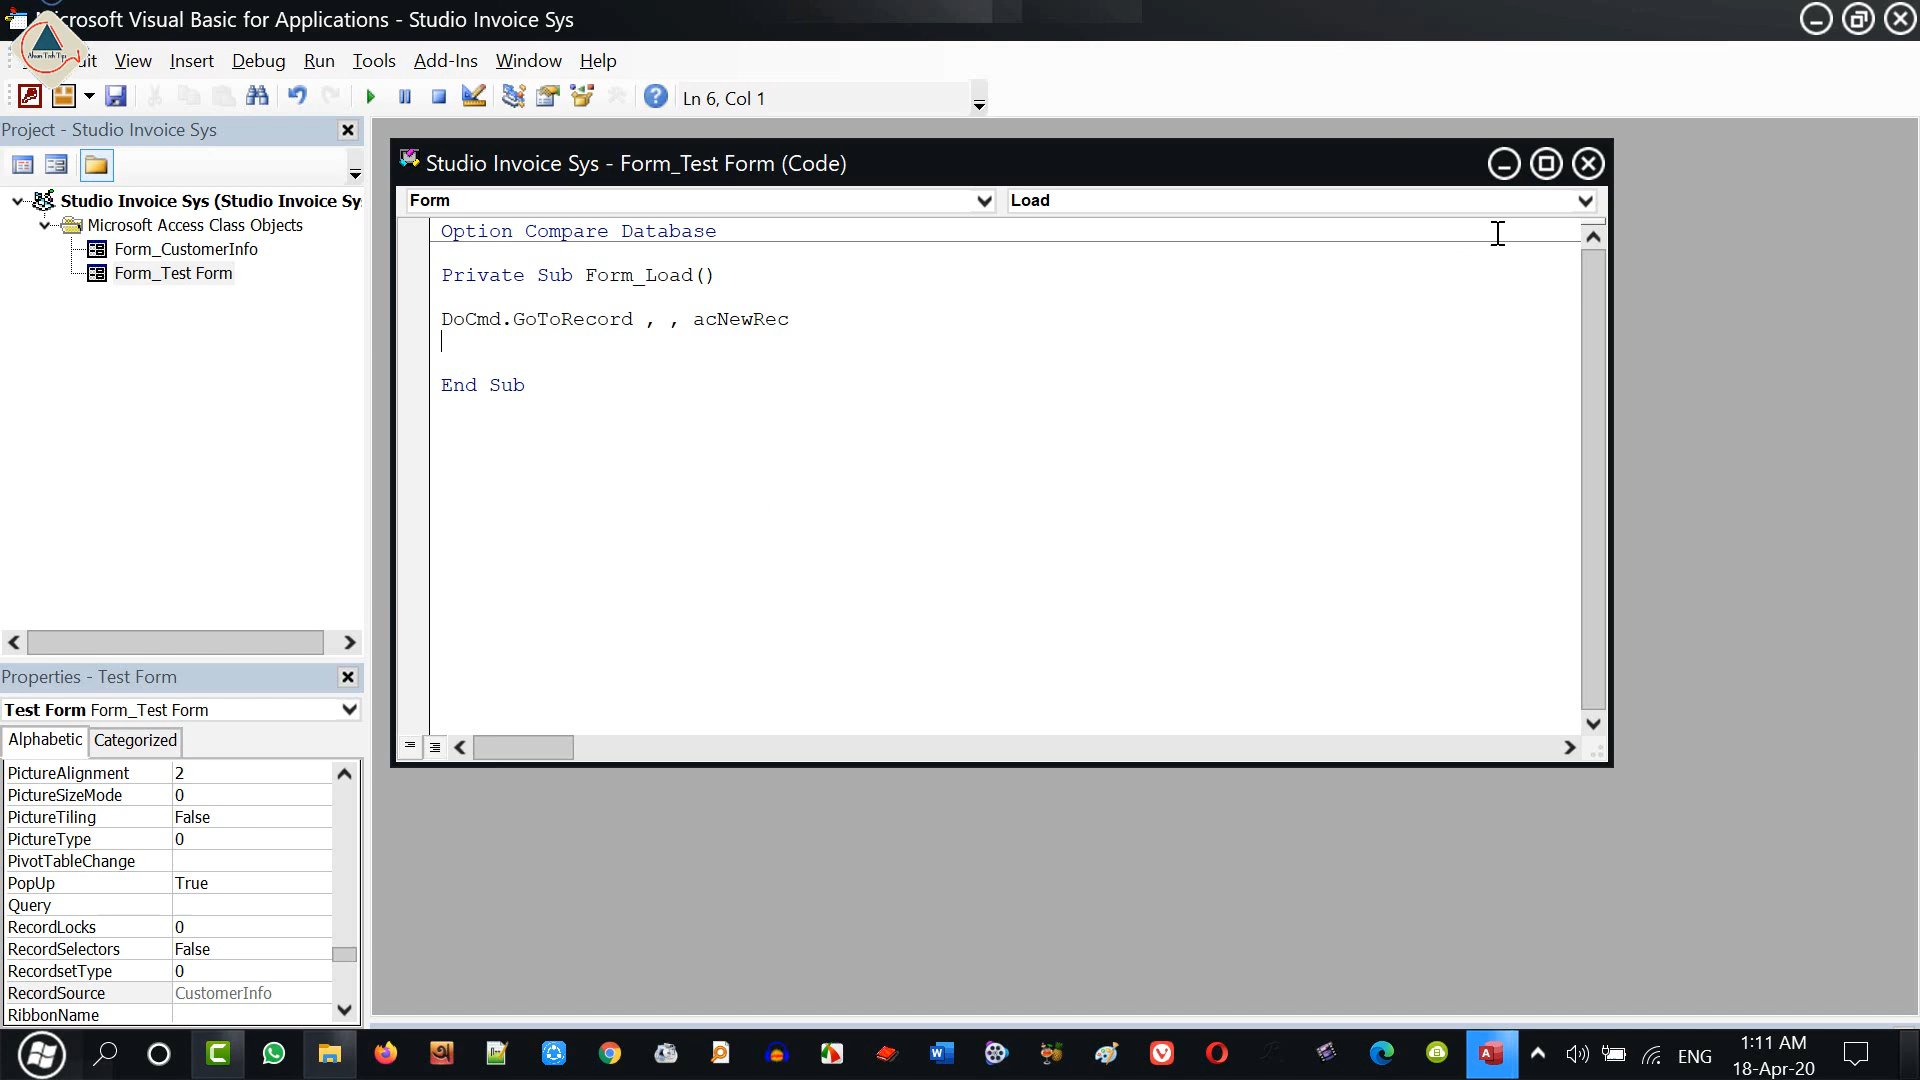 Microsoft Visual Basic for Applications - Studio Invoice Sys
View Insert Debug Run Tools Add-Ins Window Help
Ln 6, Col 1
Project - Studio Invoice Sys
Studio Invoice Sys (Studio Invoice Sy
Microsoft Access Class Objects
Form_CustomerInfo
Form_Test Form
Studio Invoice Sys - Form_Test Form (Code)
Form Load
Option Compare Database
Private Sub Form_Load()
DoCmd.GoToRecord , , acNewRec
End Sub
Properties - Test Form
Test Form Form_Test Form
Alphabetic Categorized
PictureAlignment 2
PictureSizeMode 0
PictureTiling False
PictureType 0
PivotTableChange
PopUp True
Query
RecordLocks 0
RecordSelectors False
RecordsetType 0
RecordSource CustomerInfo
RibbonName
ENG
1:11 AM
18-Apr-20